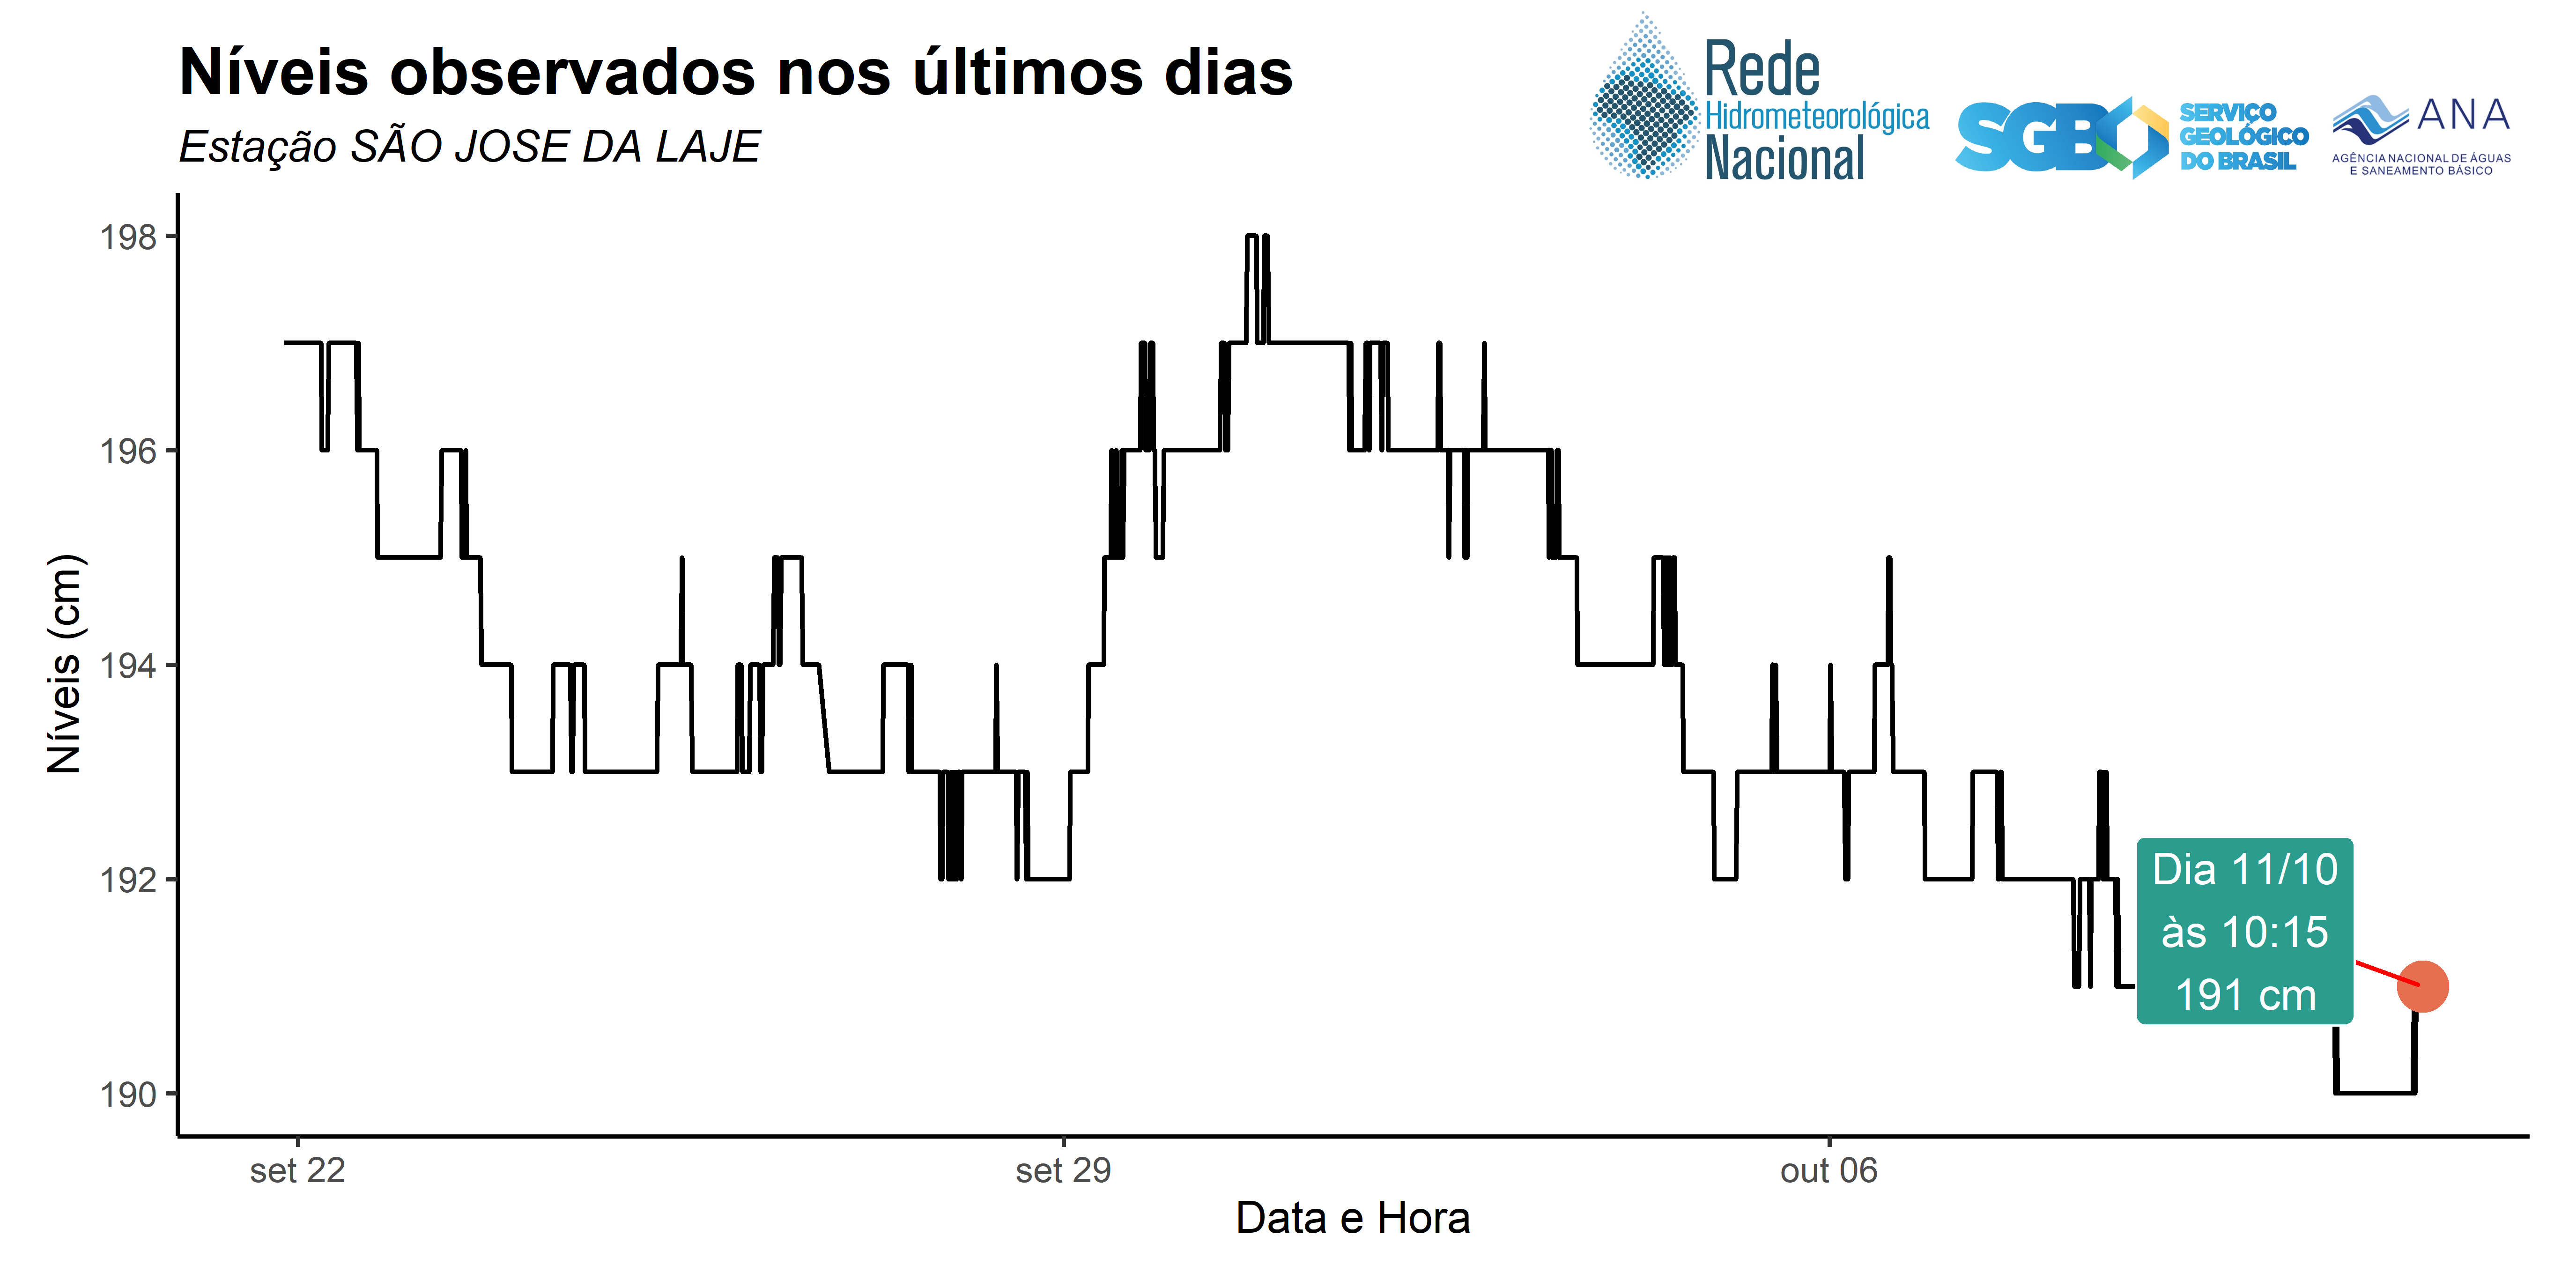 Níveis observados nos últimos dias
Estação SÃO JOSE DA LAJE
Rede
Hidrometeorológica
Nacional
SGB
SERVIÇO
GEOLÓGICO
DO BRASIL
ANA
AGÊNCIA NACIONAL DE ÁGUAS
E SANEAMENTO BÁSICO
Níveis (cm)
198
196
194
192
190
Dia 11/10
às 10:15
191 cm
set 22
set 29
out 06
Data e Hora